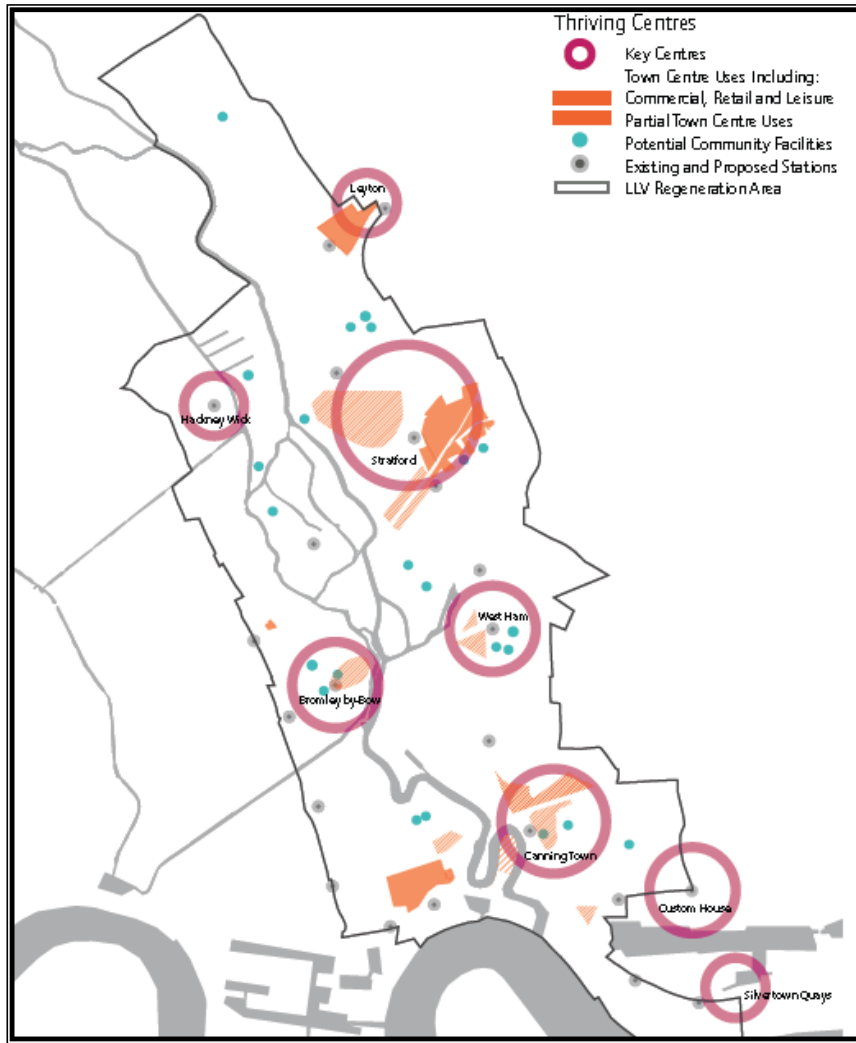 Thriving Centres
Key Centres
Town Centre Uses Including:
Commercial, Retail and Leisure
Partial Town Centre Uses
Potential Community Facilities
Existing and Proposed Stations
LLV Regeneration Area
Leyton
Hackney Wick
Stratford
West Ham
Bromley-by-Bow
Canning Town
Custom House
Silvertown Quays